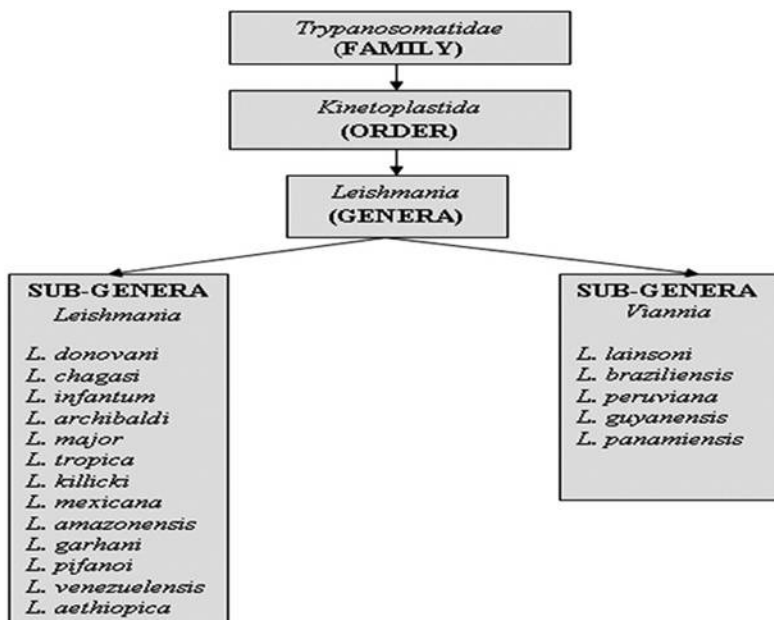 Trypanosomatidae
(FAMILY)
Kinetoplastida
(ORDER)
Leishmania
(GENERA)
SUB-GENERA
Leishmania
L. donovani
L. chagasi
L. infantum
L. archibaldi
L. major
L. tropica
L. killicki
L. mexicana
L. amazonensis
L. garhani
L. pifanoi
L. venezuelensis
L. aethiopica
SUB-GENERA
Viannia
L. lainsoni
L. braziliensis
L. peruviana
L. guyanensis
L. panamiensis